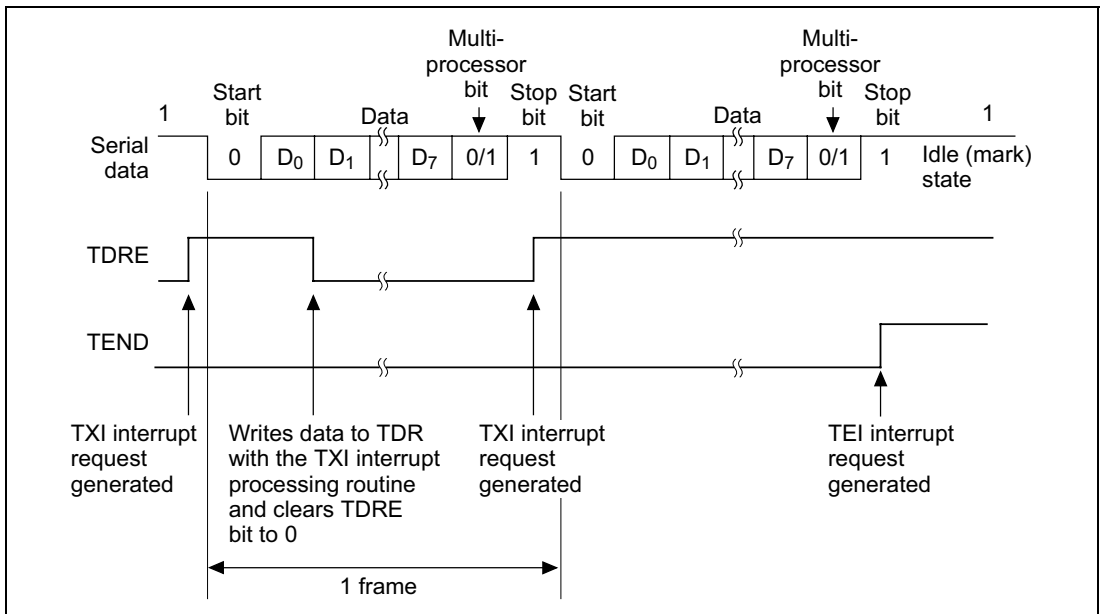 Multi-
processor
bit
Multi-
processor
bit
1
Start
bit
Data
Stop
bit
Start
bit
Data
Stop
bit
1
Serial
data
0 D0 D1 D7 0/1 1 0 D0 D1 D7 0/1 1
Idle (mark)
state
TDRE
TEND
TXI interrupt
request
generated
Writes data to TDR
with the TXI interrupt
processing routine
and clears TDRE
bit to 0
TXI interrupt
request
generated
TEI interrupt
request
generated
1 frame